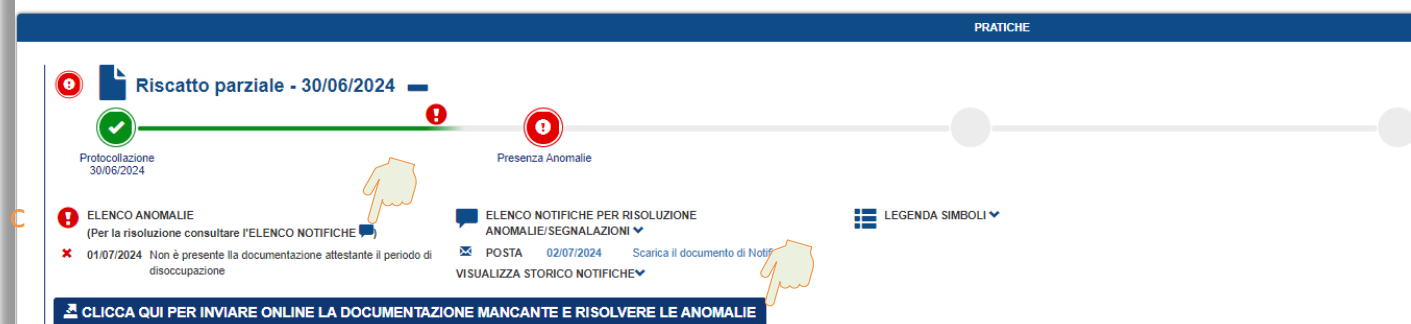 PRATICHE
Riscatto parziale - 30/06/2024
Protocollazione
30/06/2024
Presenza Anomalie
C
ELENCO ANOMALIE
(Per la risoluzione consultare l'ELENCO NOTIFICHE )
01/07/2024 Non è presente lla documentazione attestante il periodo di
disoccupazione
ELENCO NOTIFICHE PER RISOLUZIONE
ANOMALIE/SEGNALAZIONI
POSTA 02/07/2024 Scarica il documento di
VISUALIZZA STORICO NOTIFICHE
LEGENDA SIMBOLI
CLICCA QUI PER INVIARE ONLINE LA DOCUMENTAZIONE MANCANTE E RISOLVERE LE ANOMALIE